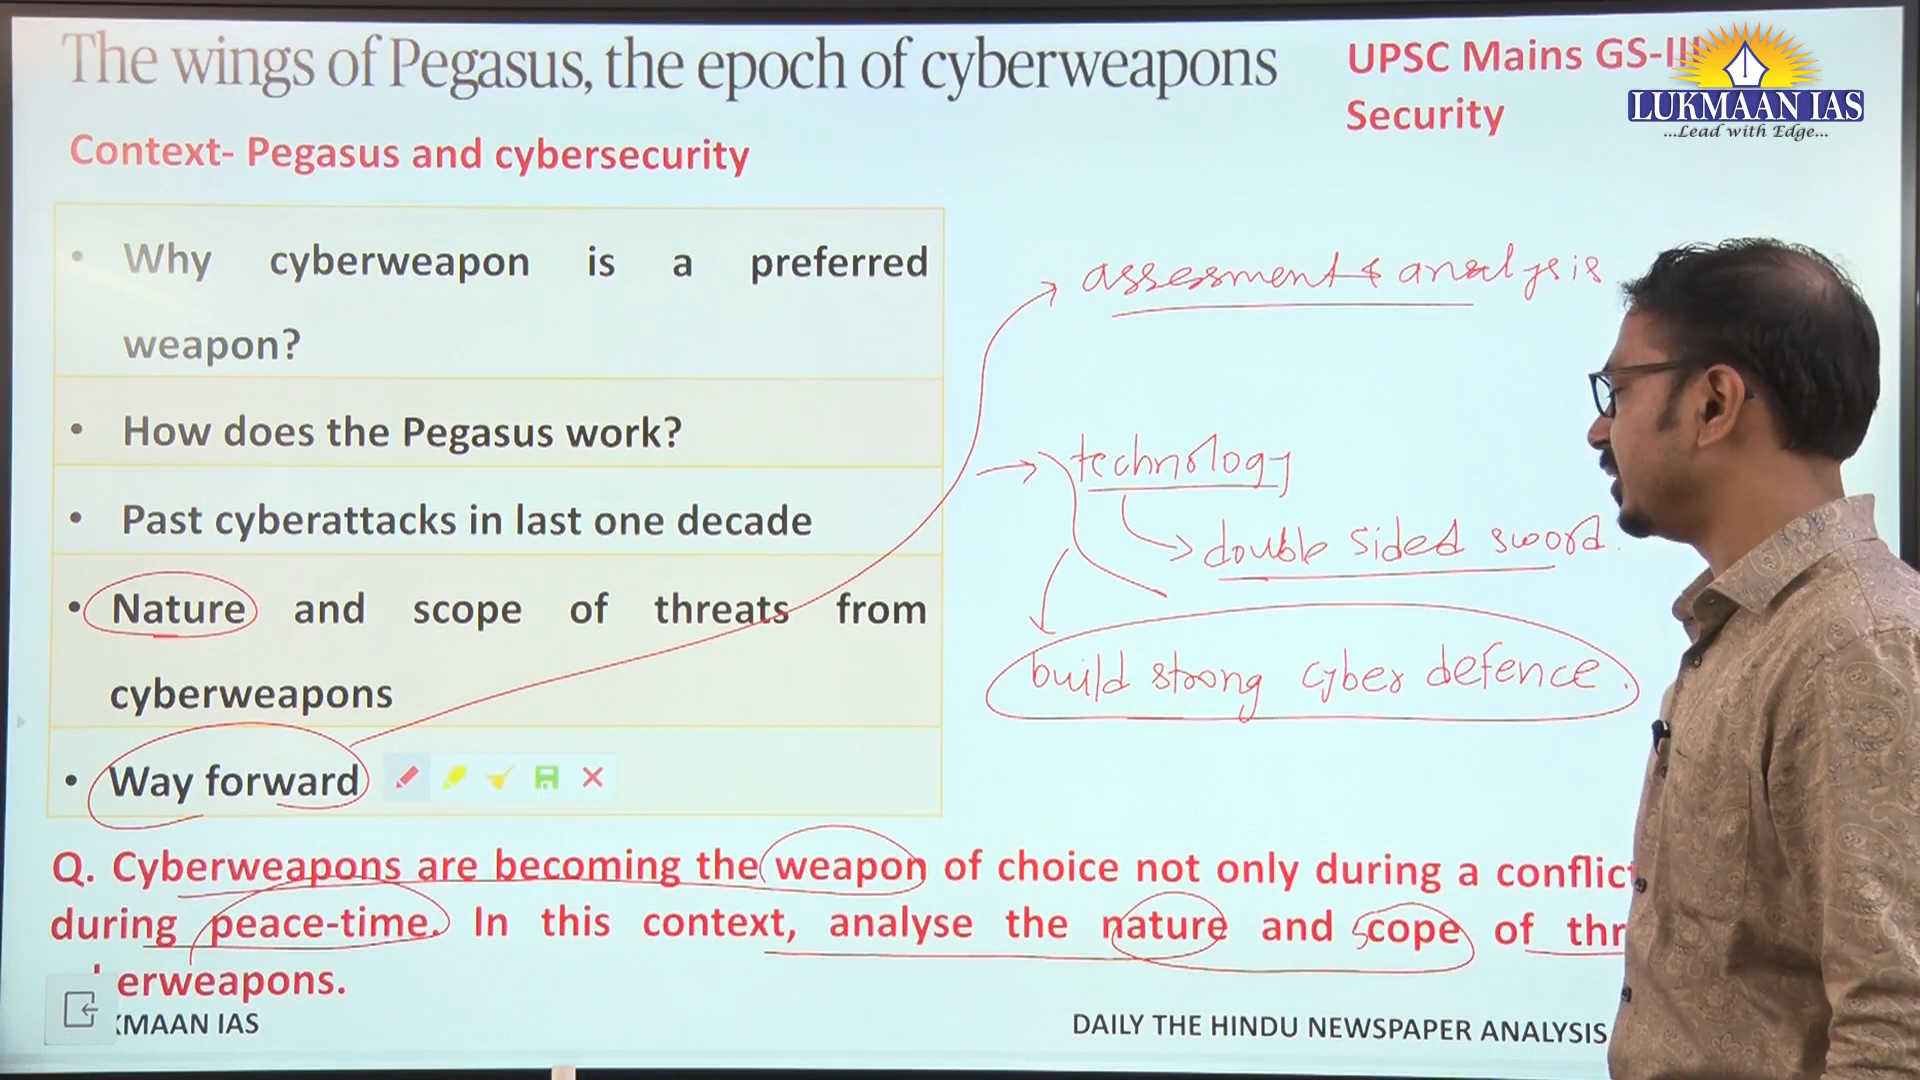 The wings of Pegasus, the epoch of cyberweapons
UPSC Mains GS-III
Security
LUKMAAN IAS
...Lead with Edge...
Context- Pegasus and cybersecurity
• Why cyberweapon is a preferred
weapon?
• How does the Pegasus work?
• Past cyberattacks in last one decade
• Nature and scope of threats from
cyberweapons
• Way forward
assessment & analysis
technology
double sided sword.
build strong cyber defence.
Q. Cyberweapons are becoming the weapon of choice not only during a conflict
during peace-time. In this context, analyse the nature and scope of thr
erweapons.
KMAAN IAS
DAILY THE HINDU NEWSPAPER ANALYSIS